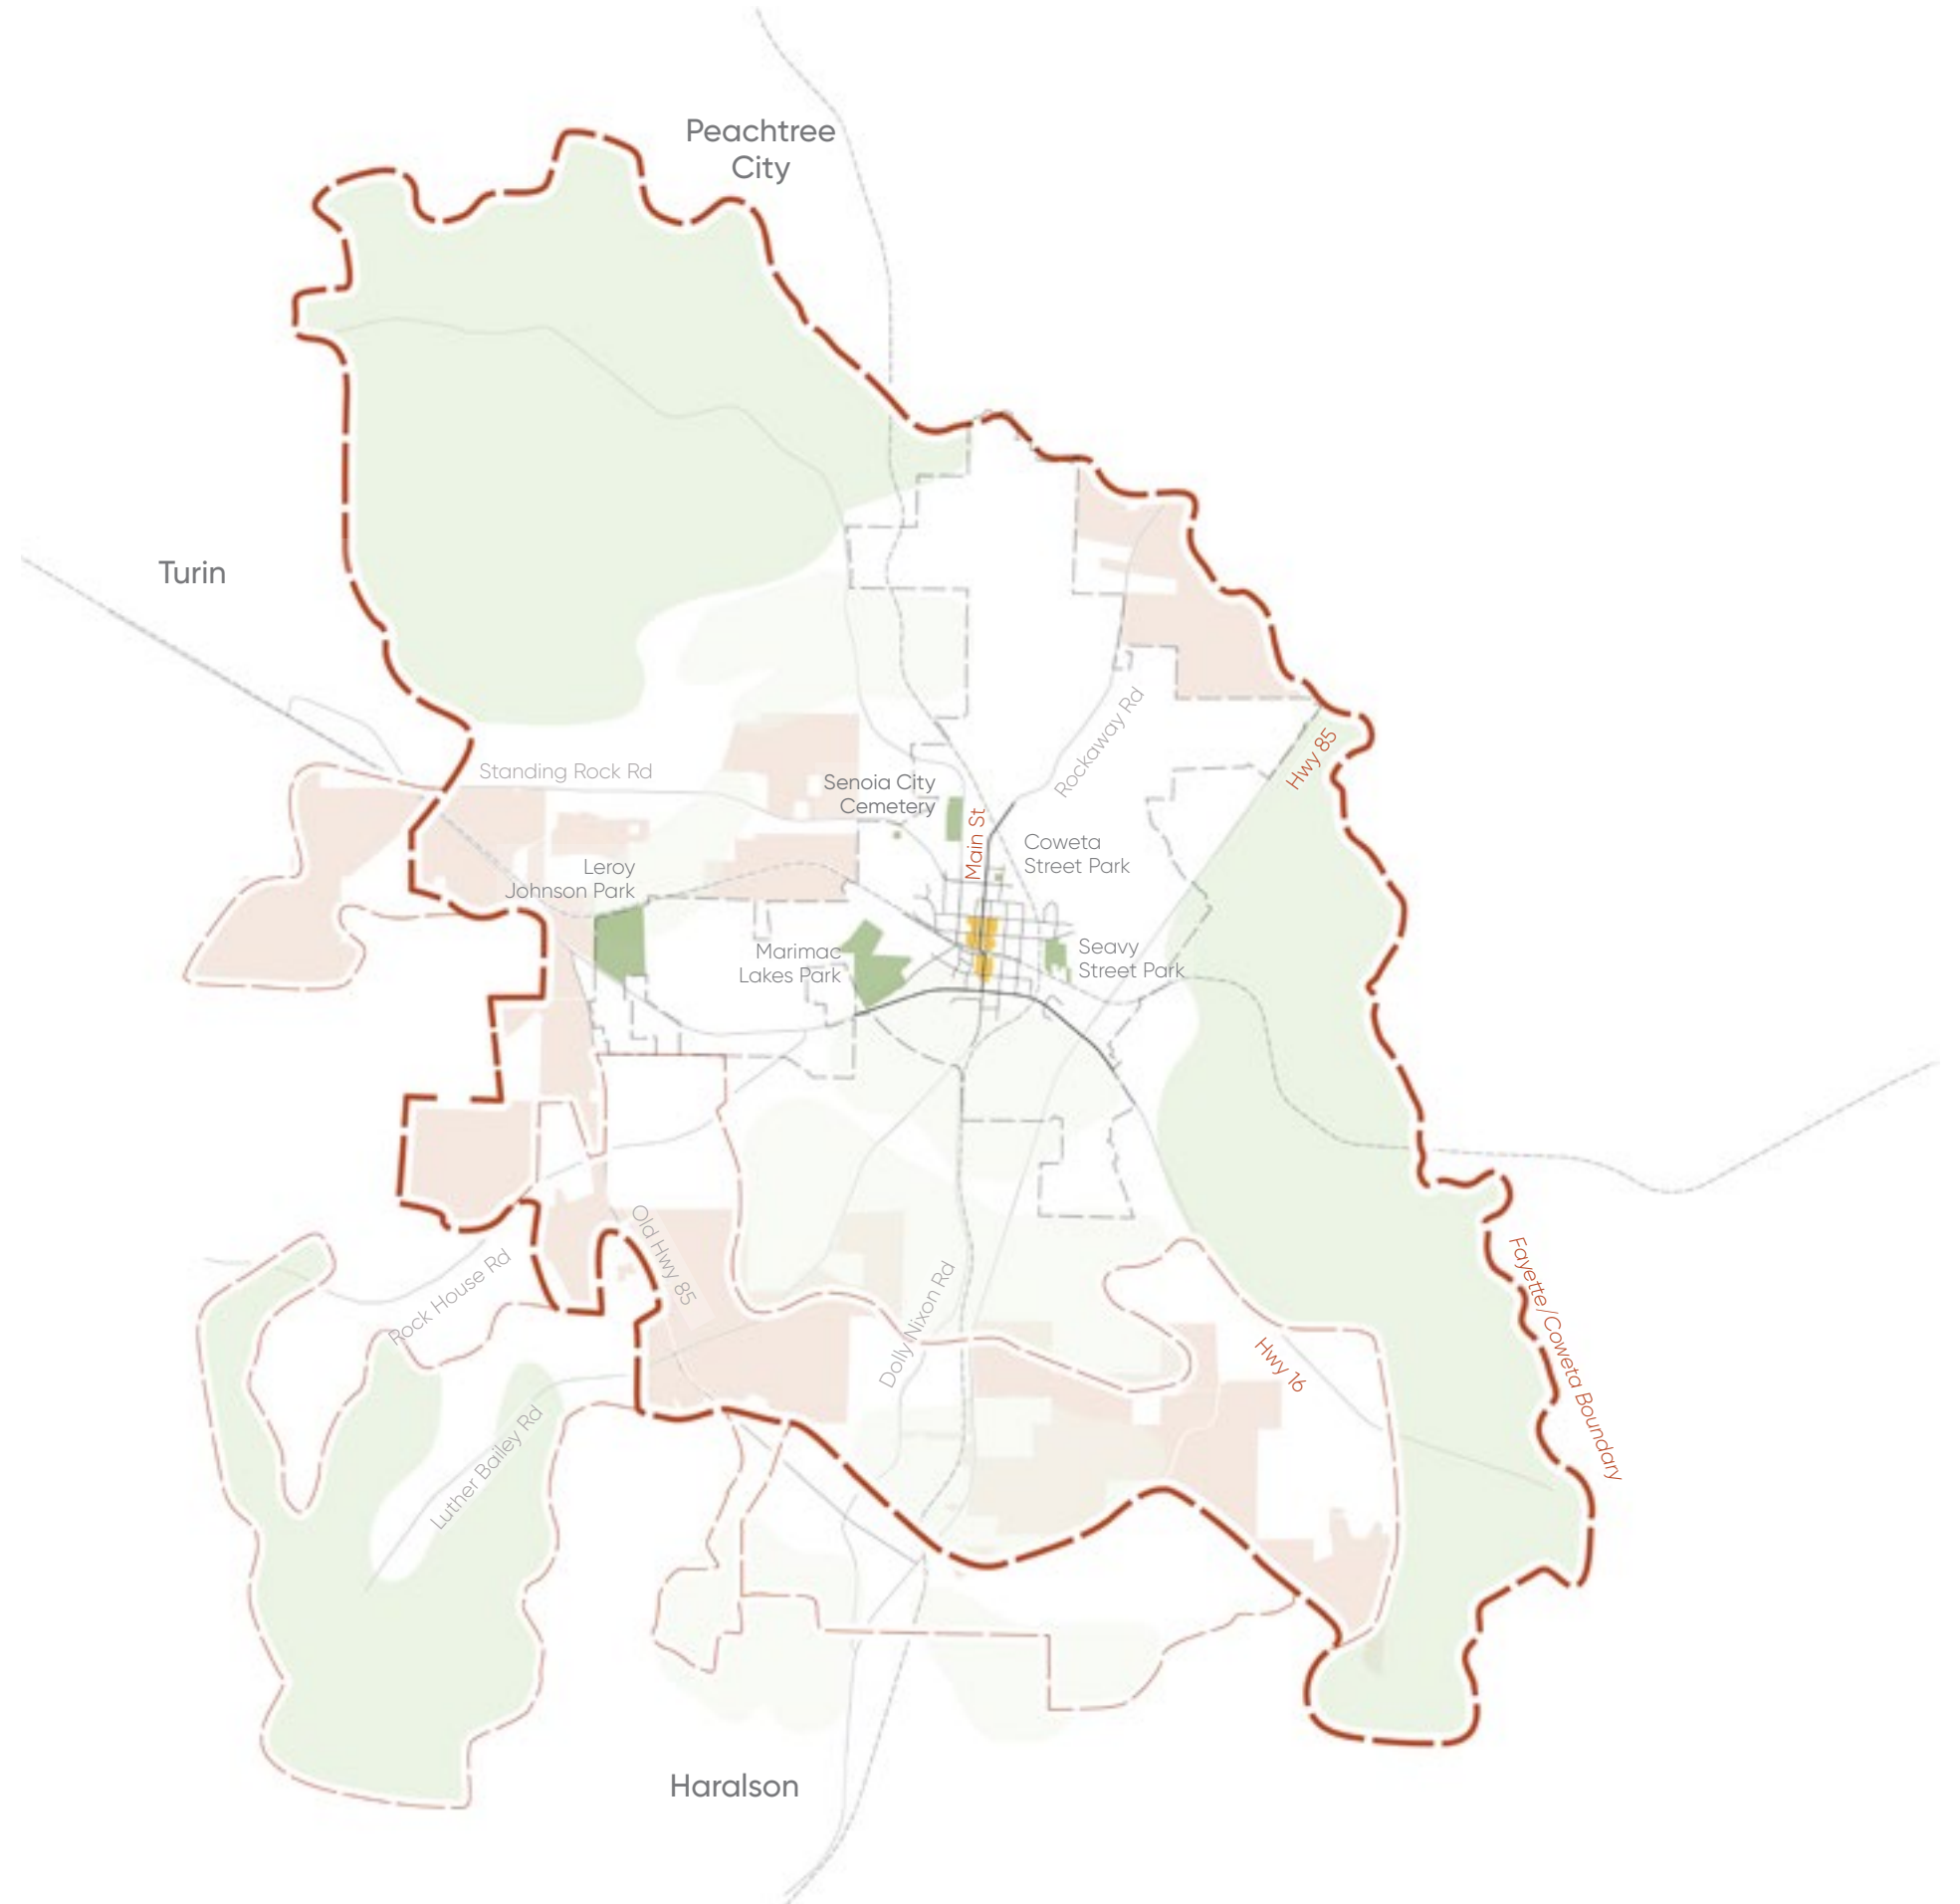 Peachtree
City
Turin
Standing Rock Rd
Senoia City
Cemetery
Rockaway Rd
Hwy 85
Main St
Coweta
Street Park
Leroy
Johnson Park
Marimac
Lakes Park
Seavy
Street Park
Old Hwy 85
Rock House Rd
Dolly Nixon Rd
Fayette/Coweta Boundary
Hwy 16
Luther Bailey Rd
Haralson